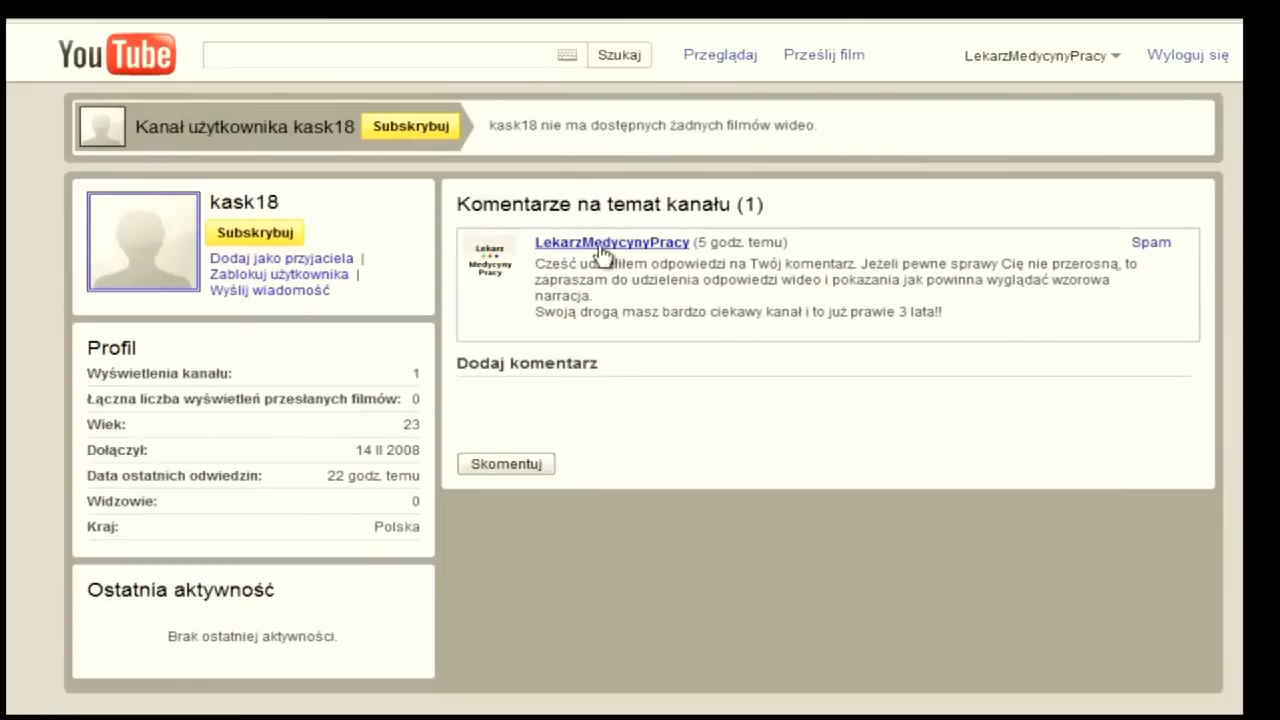 YouTube
Szukaj
Przeglądaj
Prześlij film
LekarzMedycynyPracy
Wyloguj się
Kanał użytkownika kask18
Subskrybuj
kask18 nie ma dostępnych żadnych filmów wideo.
kask18
Subskrybuj
Dodaj jako przyjaciela |
Zablokuj użytkownika |
Wyślij wiadomość
Profil
Wyświetlenia kanału: 1
Łączna liczba wyświetleń przesłanych filmów: 0
Wiek: 23
Dołączył: 14 II 2008
Data ostatnich odwiedzin: 22 godz. temu
Widzowie: 0
Kraj: Polska
Ostatnia aktywność
Brak ostatniej aktywności.
Komentarze na temat kanału (1)
Lekarz
Medycyny
Pracy
LekarzMedycynyPracy (5 godz. temu)
Spam
Cześć odpowiedzi na Twój komentarz. Jeżeli pewne sprawy Cię nie przerosną, to
zapraszam do udzielenia odpowiedzi wideo i pokazania jak powinna wyglądać wzorowa
narracja.
Swoją drogą masz bardzo ciekawy kanał i to już prawie 3 lata!!
Dodaj komentarz
Skomentuj